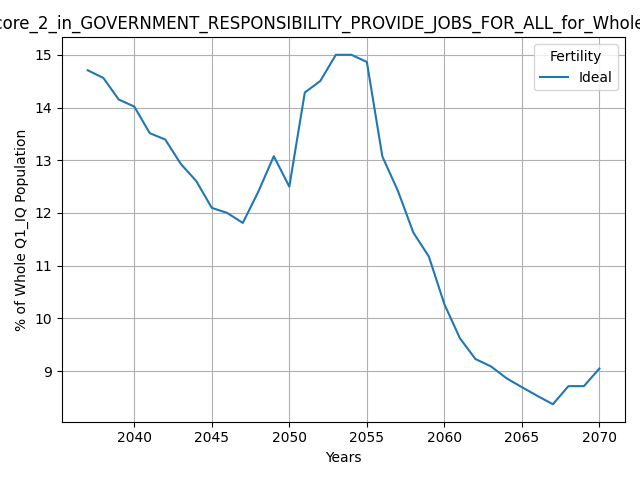 core_2_in_GOVERNMENT_RESPONSIBILITY_PROVIDE_JOBS_FOR_ALL_for_Whole
Fertility
Ideal
% of Whole Q1_IQ Population
15
14
13
12
11
10
9
2040 2045 2050 2055 2060 2065 2070
Years